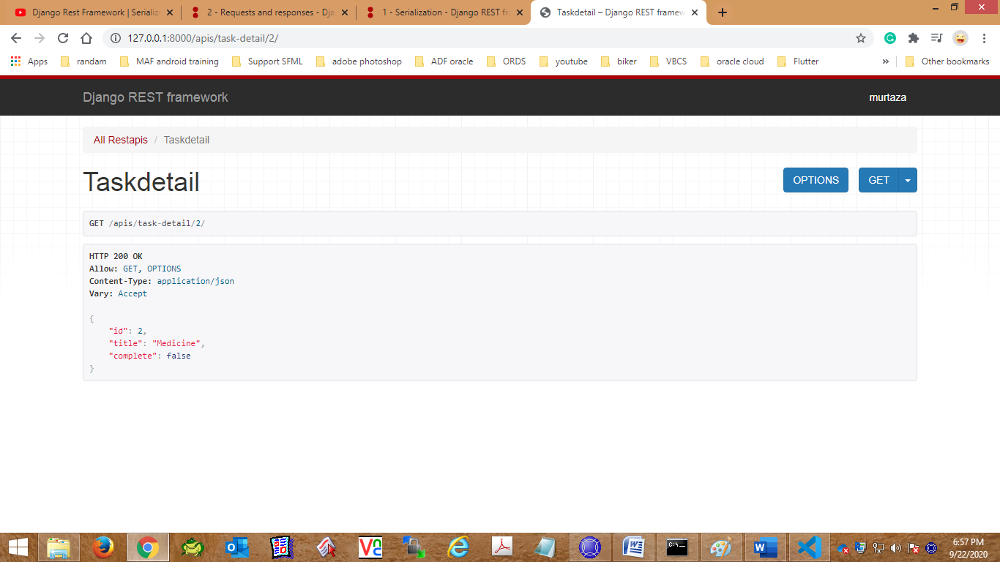 Django Rest Framework | Serializ
2 - Requests and responses - Dja
1 - Serialization - Django REST fr
Taskdetail – Django REST framew
127.0.0.1:8000/apis/task-detail/2/
Apps
randam
MAF android training
Support SFML
adobe photoshop
ADF oracle
ORDS
youtube
biker
VBCS
oracle cloud
Flutter
»
Other bookmarks
Django REST framework
murtaza
All Restapis / Taskdetail
Taskdetail
OPTIONS
GET
GET /apis/task-detail/2/
HTTP 200 OK
Allow: GET, OPTIONS
Content-Type: application/json
Vary: Accept
{
"id": 2,
"title": "Medicine",
"complete": false
}
6:57 PM
9/22/2020